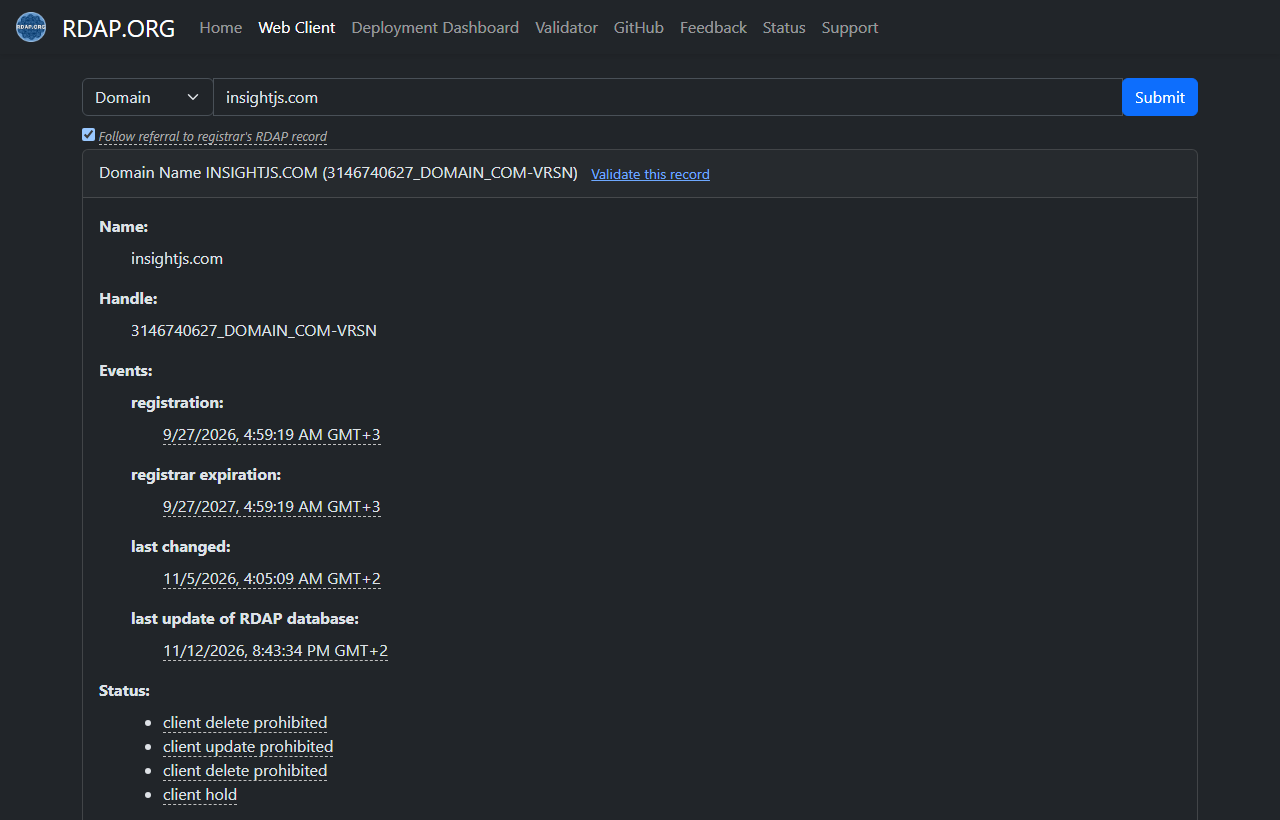 RDAP.ORG RDAP.ORG Home Web Client Deployment Dashboard Validator GitHub Feedback Status Support
Domain insightjs.com Submit
Follow referral to registrar's RDAP record
Domain Name INSIGHTJS.COM (3146740627_DOMAIN_COM-VRSN) Validate this record
Name:
insightjs.com
Handle:
3146740627_DOMAIN_COM-VRSN
Events:
registration:
9/27/2026, 4:59:19 AM GMT+3
registrar expiration:
9/27/2027, 4:59:19 AM GMT+3
last changed:
11/5/2026, 4:05:09 AM GMT+2
last update of RDAP database:
11/12/2026, 8:43:34 PM GMT+2
Status:
client delete prohibited
client update prohibited
client delete prohibited
client hold